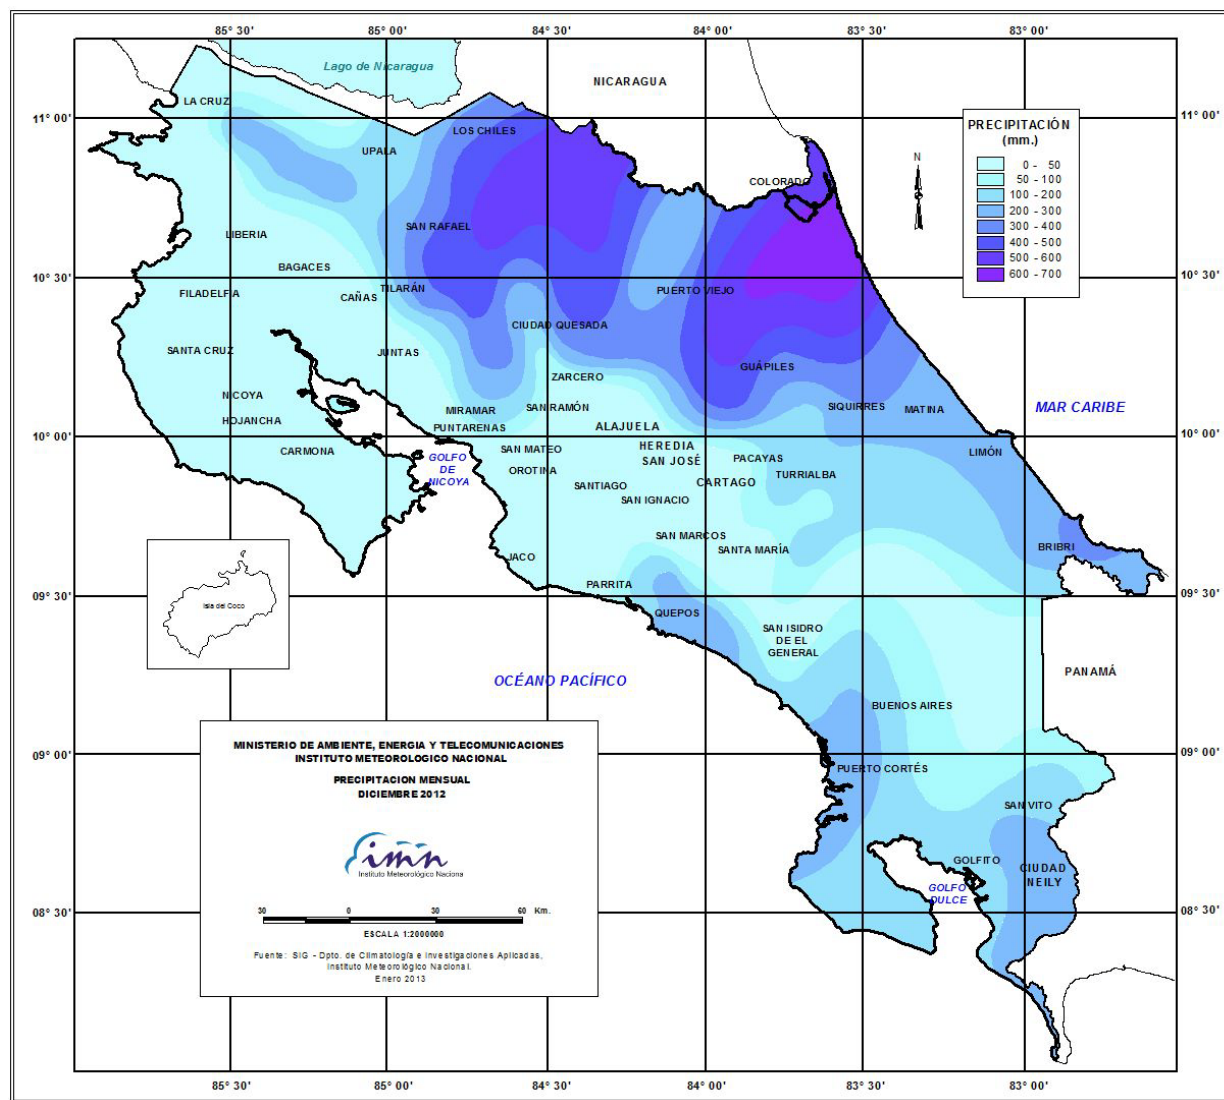 85° 30'
85° 00'
84° 30'
84° 00'
83° 30'
83° 00'
Lago de Nicaragua
NICARAGUA
LA CRUZ
11° 00'
11° 00'
LOS CHILES
UPALA
COLORADO
PRECIPITACIÓN
(mm.)
0 - 50
50 - 100
100 - 200
200 - 300
300 - 400
400 - 500
500 - 600
600 - 700
N
SAN RAFAEL
LIBERIA
BAGACES
10° 30'
10° 30'
FILADELFIA
CAÑAS
TILARÁN
PUERTO VIEJO
CIUDAD QUESADA
SANTA CRUZ
JUNTAS
GUÁPILES
ZARCERO
NICOYA
MIRAMAR
SAN RAMÓN
SIQUIRRES
MATINA
MAR CARIBE
HOJANCHA
PUNTARENAS
ALAJUELA
10° 00'
10° 00'
CARMONA
GOLFO
DE
NICOYA
SAN MATEO
HEREDIA
SAN JOSÉ
PACAYAS
LIMÓN
OROTINA
TURRIALBA
SANTIAGO
CARTAGO
SAN IGNACIO
SAN MARCOS
SANTA MARÍA
BRIBRI
JACO
PARRITA
09° 30'
09° 30'
Isla del Coco
QUEPOS
SAN ISIDRO
DE EL
GENERAL
OCÉANO PACÍFICO
PANAMÁ
BUENOS AIRES
09° 00'
09° 00'
PUERTO CORTÉS
SAN VITO
GOLFITO
CIUDAD
NEILY
GOLFO
DULCE
08° 30'
08° 30'
MINISTERIO DE AMBIENTE, ENERGIA Y TELECOMUNICACIONES
INSTITUTO METEOROLOGICO NACIONAL
PRECIPITACION MENSUAL
DICIEMBRE 2012
imn
Instituto Meteorológico Naciona
30 0 30 60 Km.
ESCALA 1:2000000
Fuente: SIG - Dpto. de Climatología e Investigaciones Aplicadas,
Instituto Meteorológico Nacional.
Enero 2013
85° 30'
85° 00'
84° 30'
84° 00'
83° 30'
83° 00'